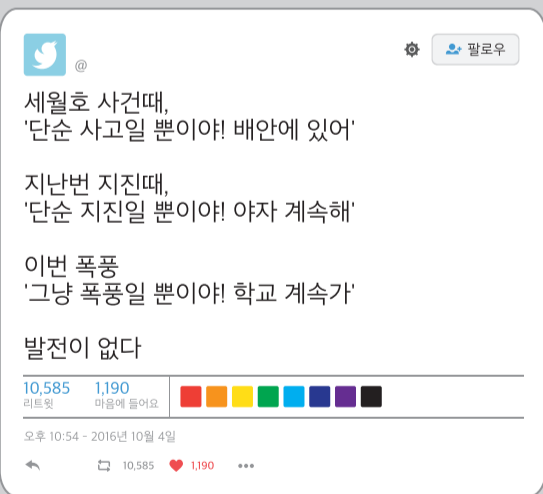 @
팔로우
세월호 사건때,
'단순 사고일 뿐이야! 배안에 있어'
지난번 지진때,
'단순 지진일 뿐이야! 야자 계속해'
이번 폭풍
'그냥 폭풍일 뿐이야! 학교 계속가'
발전이 없다
10,585 1,190
리트윗 마음에 들어요
오후 10:54 - 2016년 10월 4일
10,585 1,190